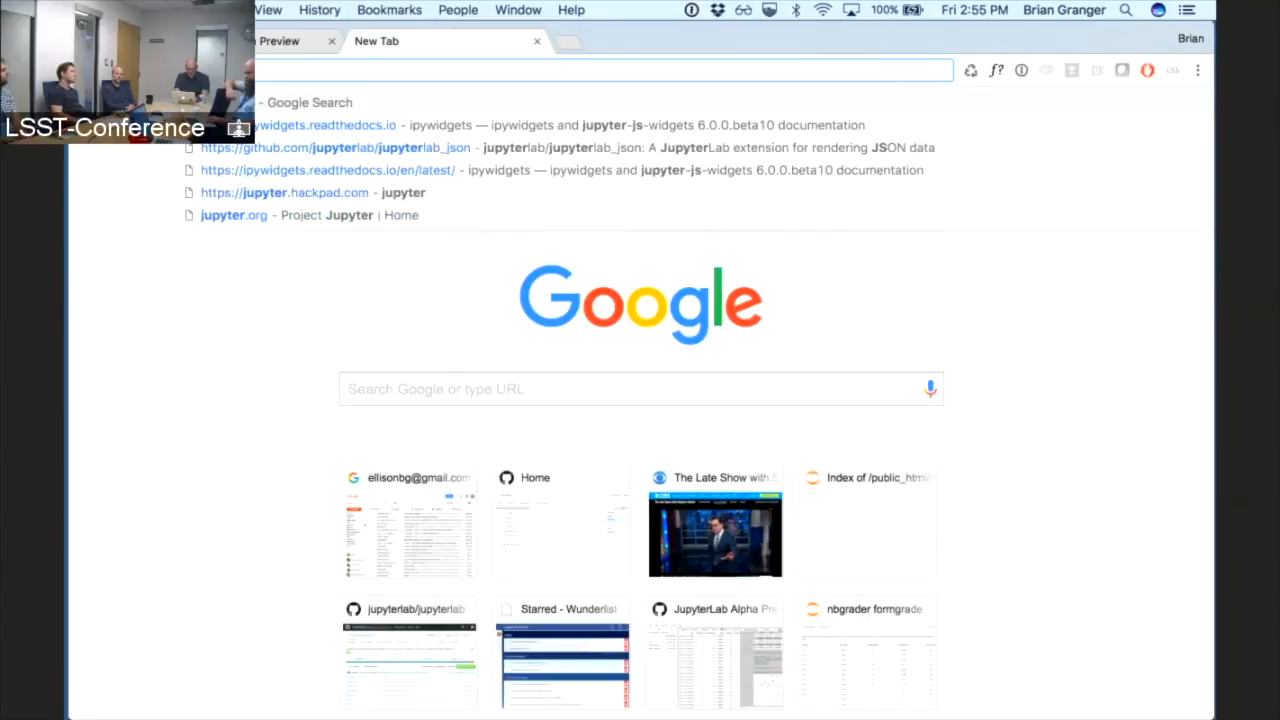 View History Bookmarks People Window Help 100% Fri 2:55 PM Brian Granger
Preview New Tab Brian
f? css
LSST-Conference
- Google Search
ywidgets.readthedocs.io - ipywidgets — ipywidgets and jupyter-js-widgets 6.0.0.beta10 documentation
https://github.com/jupyterlab/jupyterlab_json - jupyterlab/jupyterlab_json: A JupyterLab extension for rendering JSON data
https://ipywidgets.readthedocs.io/en/latest/ - ipywidgets — ipywidgets and jupyter-js-widgets 6.0.0.beta10 documentation
https://jupyter.hackpad.com - jupyter
jupyter.org - Project Jupyter | Home
Google
Search Google or type URL
ellisonbg@gmail.com Home The Late Show with S Index of /public_html/
jupyterlab/jupyterlab Starred - Wunderlist JupyterLab Alpha Pre nbgrader formgrade